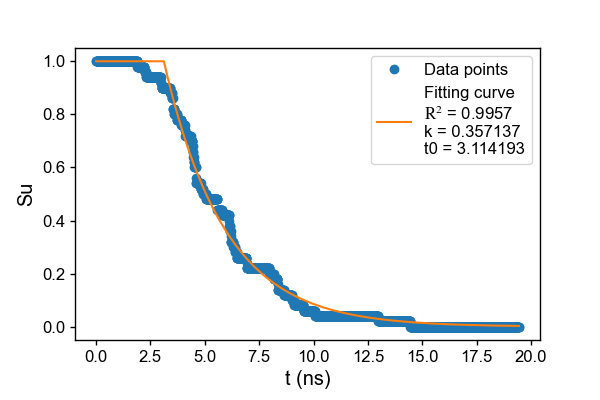 Data points
Fitting curve
R² = 0.9957
k = 0.357137
t0 = 3.114193
Su
1.0
0.8
0.6
0.4
0.2
0.0
0.0 2.5 5.0 7.5 10.0 12.5 15.0 17.5 20.0
t (ns)